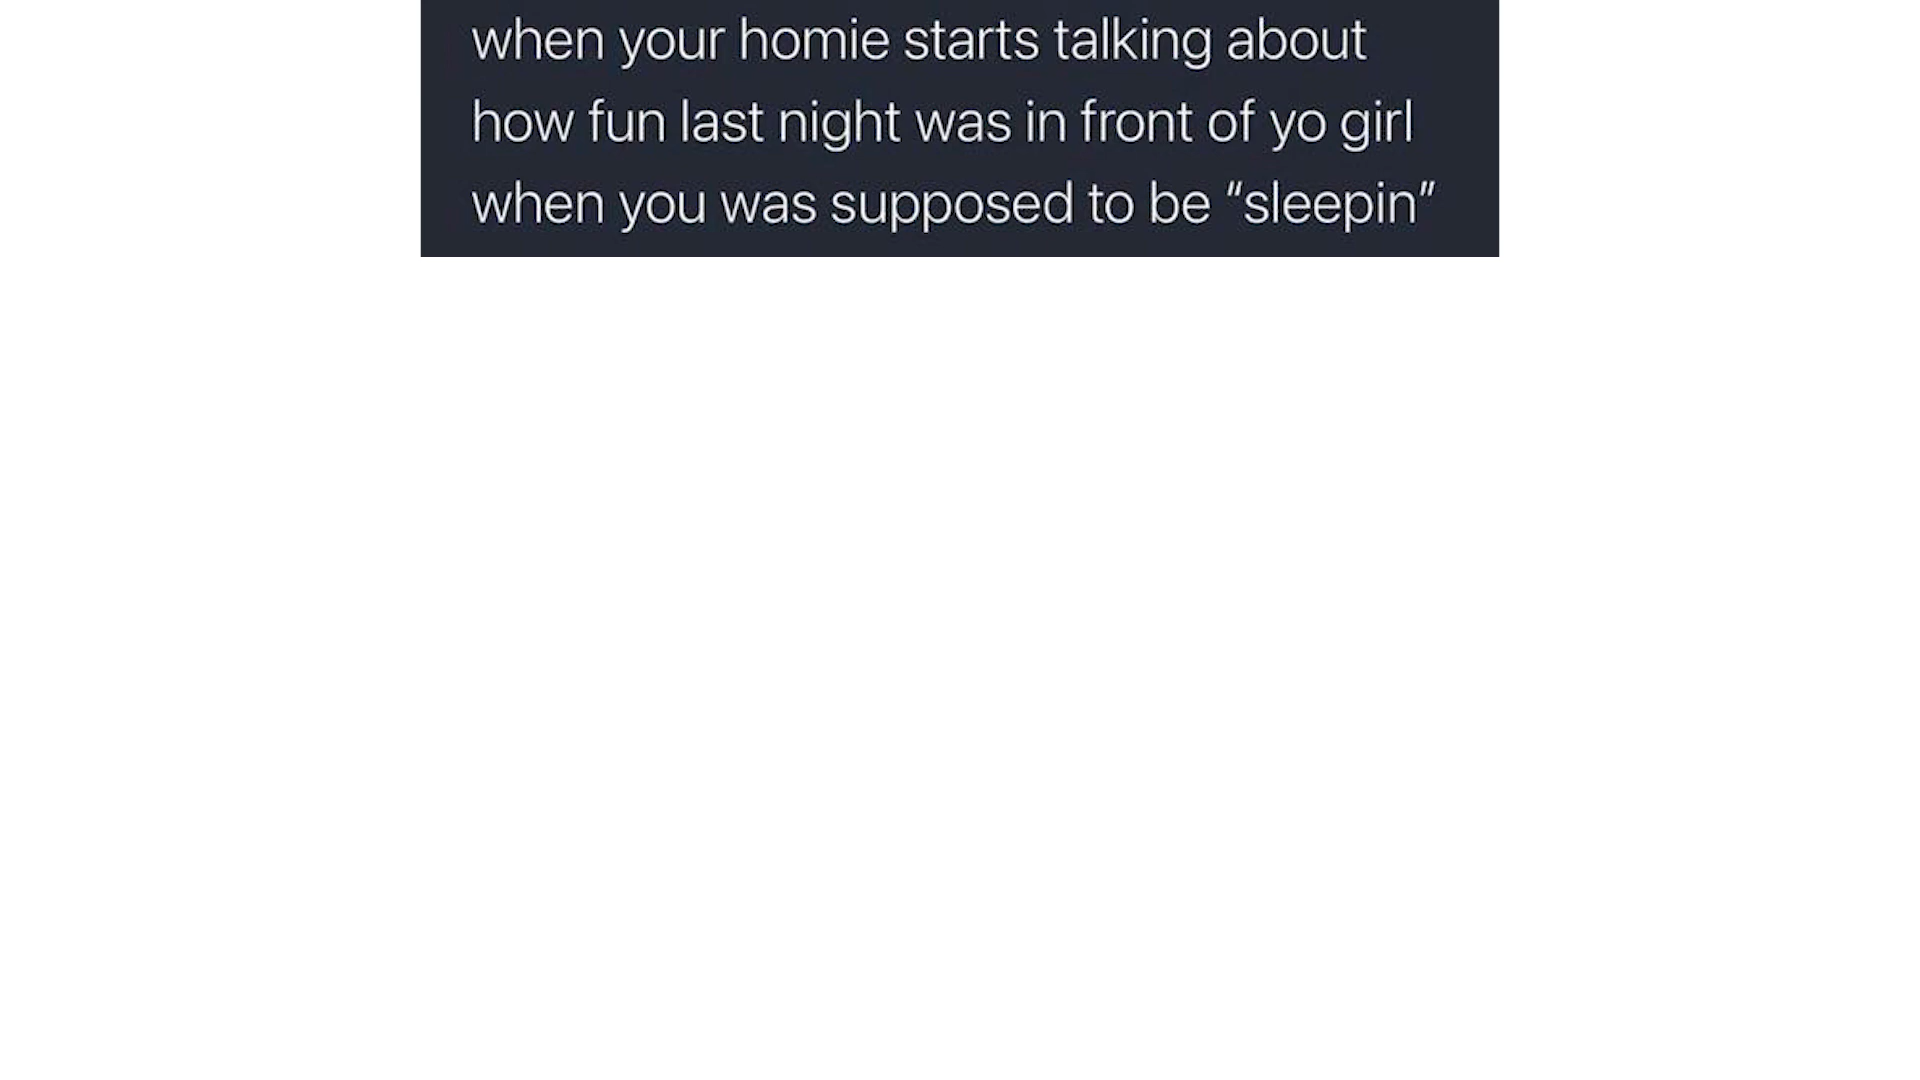 when your homie starts talking about
how fun last night was in front of yo girl
when you was supposed to be “sleepin”